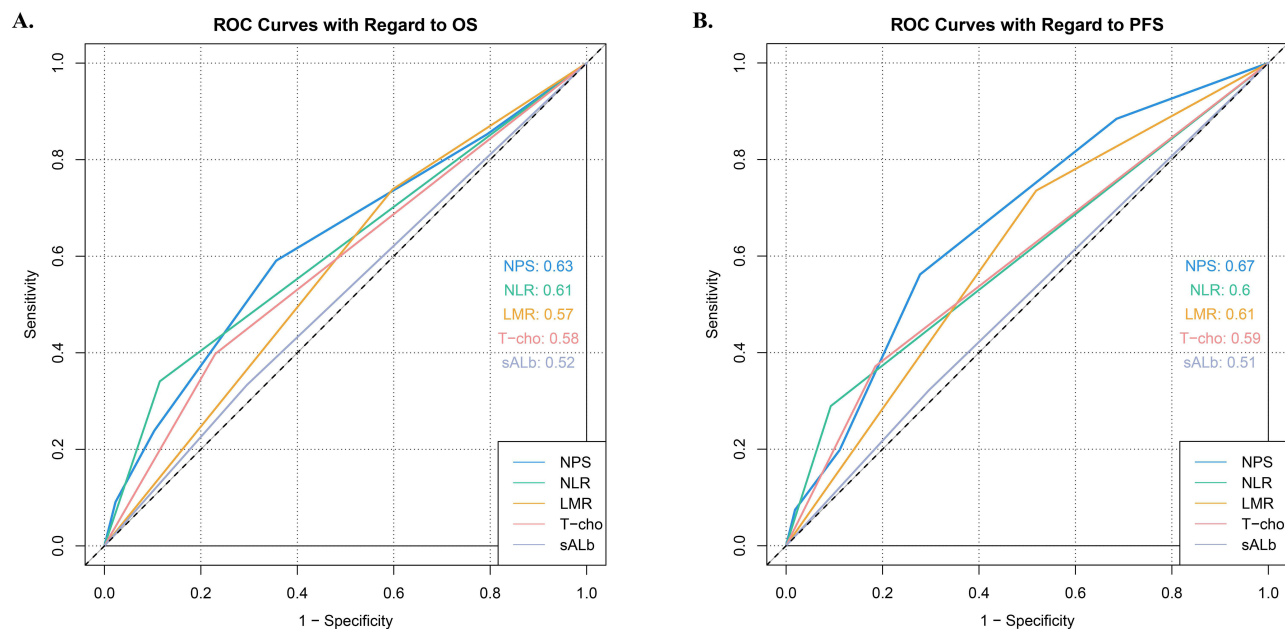 A.
ROC Curves with Regard to OS
Sensitivity
1.0
0.8
0.6
0.4
0.2
0.0
NPS: 0.63
NLR: 0.61
LMR: 0.57
T−cho: 0.58
sALb: 0.52
NPS
NLR
LMR
T−cho
sALb
0.0 0.2 0.4 0.6 0.8 1.0
1 − Specificity
B.
ROC Curves with Regard to PFS
Sensitivity
1.0
0.8
0.6
0.4
0.2
0.0
NPS: 0.67
NLR: 0.6
LMR: 0.61
T−cho: 0.59
sALb: 0.51
NPS
NLR
LMR
T−cho
sALb
0.0 0.2 0.4 0.6 0.8 1.0
1 − Specificity